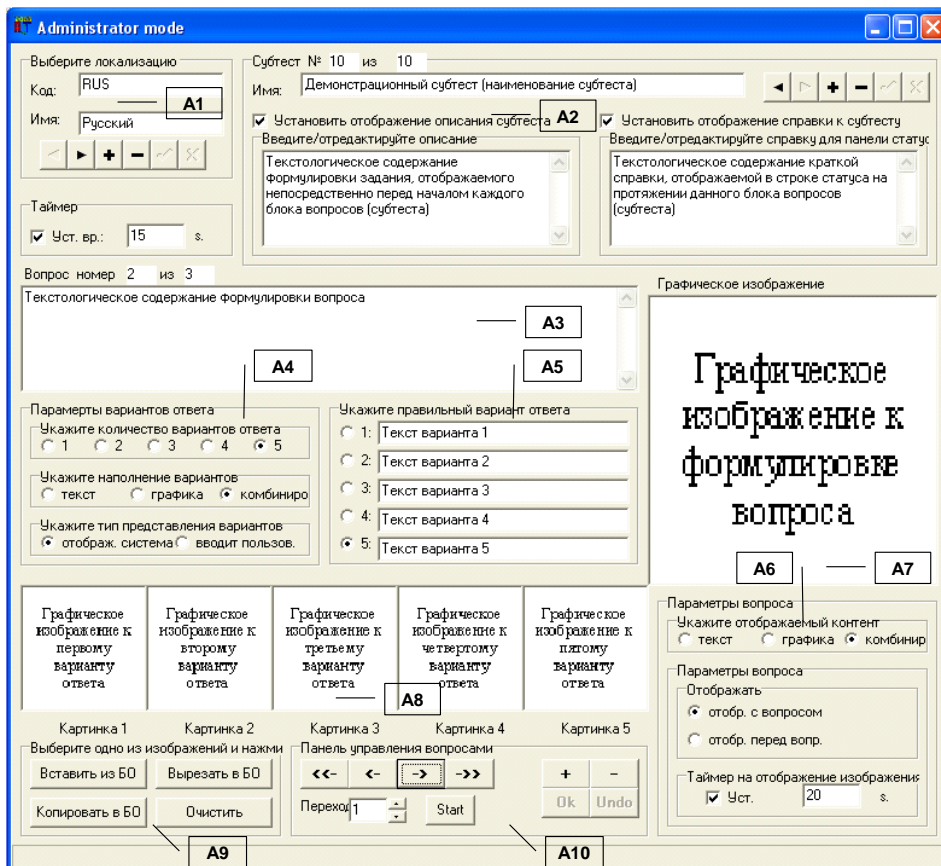 Administrator mode
Выберите локализацию
Код: RUS
A1
Имя: Русский
Субтест № 10 из 10
Имя: Демонстрационный субтест (наименование субтеста)
A2
Установить отображение описания субтеста
Установить отображение справки к субтесту
Введите/отредактируйте описание
Текстологическое содержание
Формулировки задания, отображаемого
непосредственно перед началом каждого
блока вопросов (субтеста)
Введите/отредактируйте справку для панели статус
Текстологическое содержание краткой
справки, отображаемой в строке статуса на
протяжении данного блока вопросов
(субтеста)
Таймер
Уст. вр.: 15 s.
Вопрос номер 2 из 3
Текстологическое содержание формулировки вопроса
A3
A4
A5
Графическое изображение
Графическое
изображение к
формулировке
вопроса
A6
A7
Парамерты вариантов ответа
Укажите количество вариантов ответа
1 2 3 4 5
Укажите наполнение вариантов
текст графика комбиниро
Укажите тип представления вариантов
отображ. система вводит пользов.
Укажите правильный вариант ответа
1: Текст варианта 1
2: Текст варианта 2
3: Текст варианта 3
4: Текст варианта 4
5: Текст варианта 5
Графическое
изображение к
первому
варианту
ответа
Графическое
изображение к
второму
варианту
ответа
Графическое
изображение к
третьему
варианту
ответа
Графическое
изображение к
четвертому
варианту
ответа
Графическое
изображение к
пятому
варианту
ответа
A8
Картинка 1 Картинка 2 Картинка 3 Картинка 4 Картинка 5
Параметры вопроса
Укажите отображаемый контент
текст графика комбинир
Параметры вопроса
Отображать
отобр. с вопросом
отобр. перед вопр.
Таймер на отображение изображения
Уст. 20 s.
Выберите одно из изображений и нажми
Вставить из БО Вырезать в БО
Копировать в БО Очистить
A9
Панель управления вопросами
<<- <- -> ->> + -
Переход 1 Start Ok Undo
A10